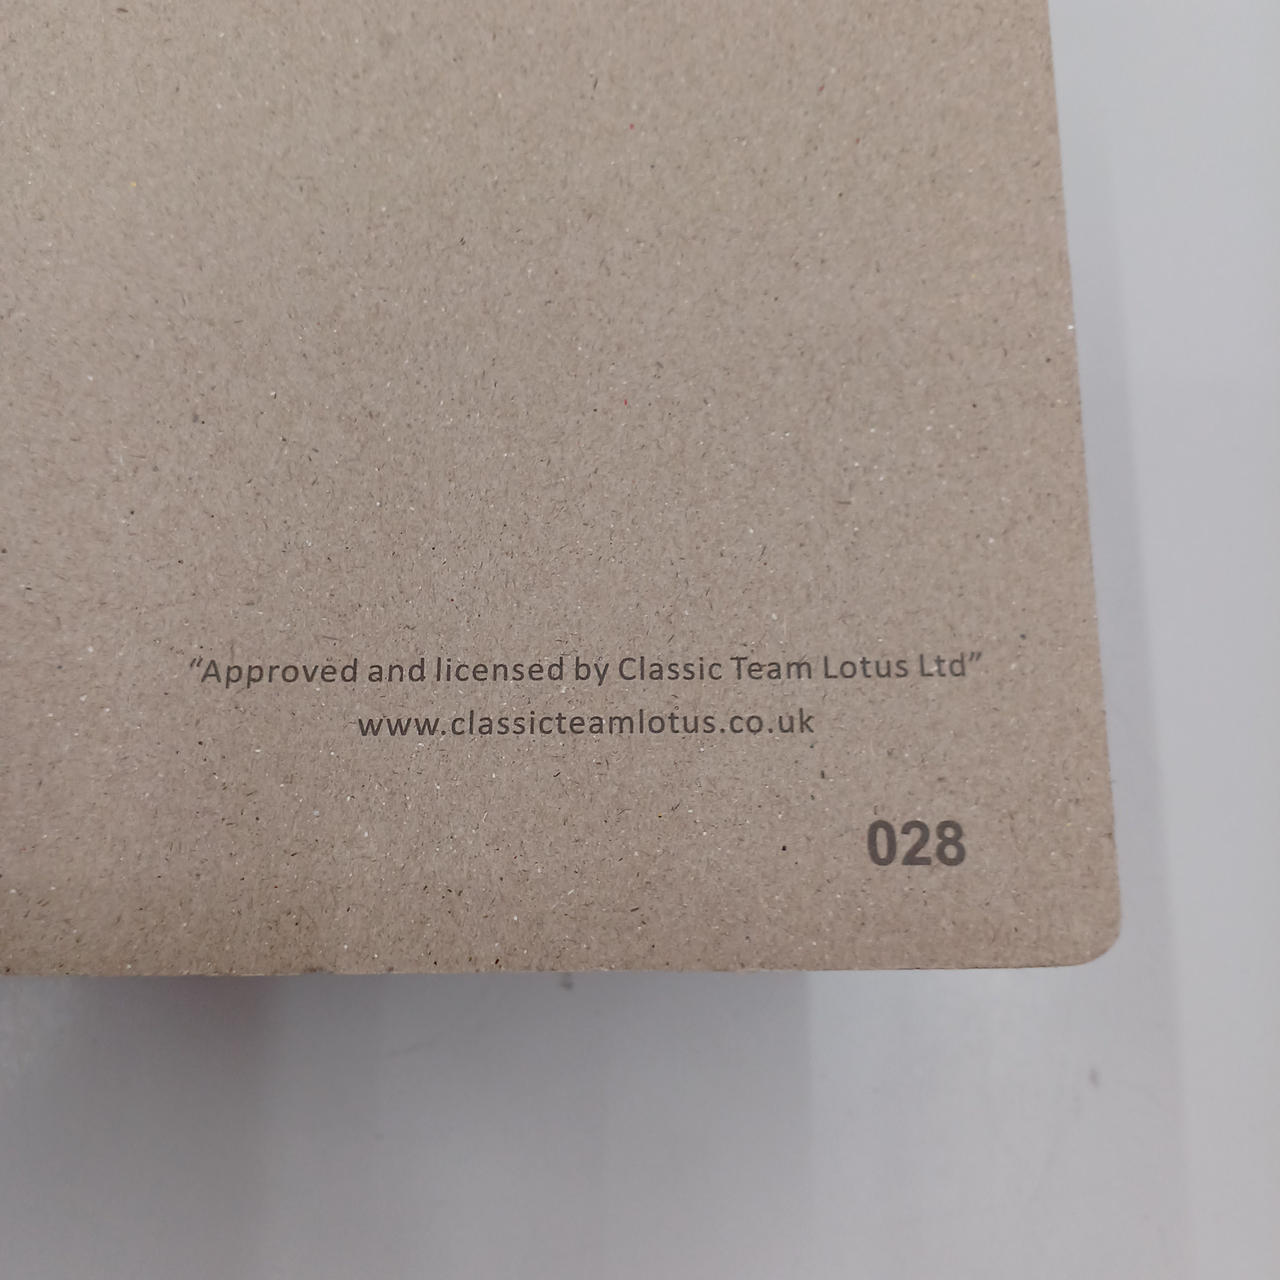 “Approved and licensed by Classic Team Lotus Ltd”
www.classicteamlotus.co.uk
028